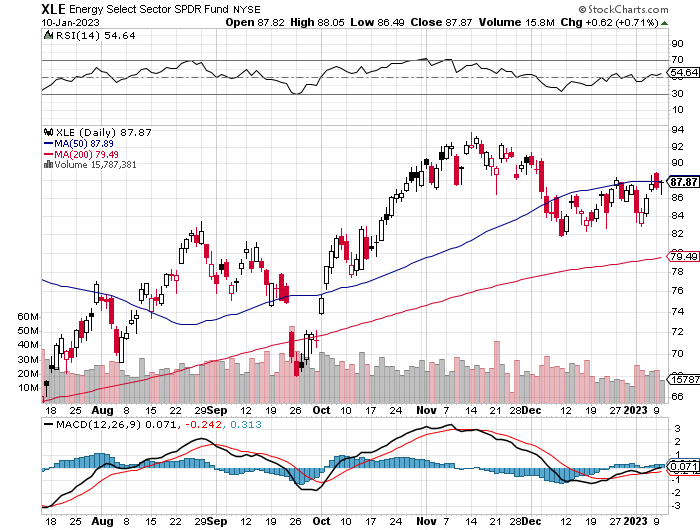 XLE Energy Select Sector SPDR Fund NYSE © StockCharts.com
10-Jan-2023 Open 87.82 High 88.05 Low 86.49 Close 87.87 Volume 15.8M Chg +0.62 (+0.71%)
RSI(14) 54.64
90
70
54.64
50
30
10
XLE (Daily) 87.87
MA(50) 87.89
MA(200) 79.49
Volume 15,787,381
94
92
90
87.87
86
84
82
79.49
78
76
74
72
70
68
66
60M
50M
40M
30M
20M
10M
15787
18 25 Aug 8 15 22 29 Sep 12 19 26 Oct 10 17 24 Nov 7 14 21 28 Dec 12 19 27 2023 9
MACD(12,26,9) 0.071, -0.242, 0.313
3
2
1
0.071
-1
-2
-3
18 25 Aug 8 15 22 29 Sep 12 19 26 Oct 10 17 24 Nov 7 14 21 28 Dec 12 19 27 2023 9